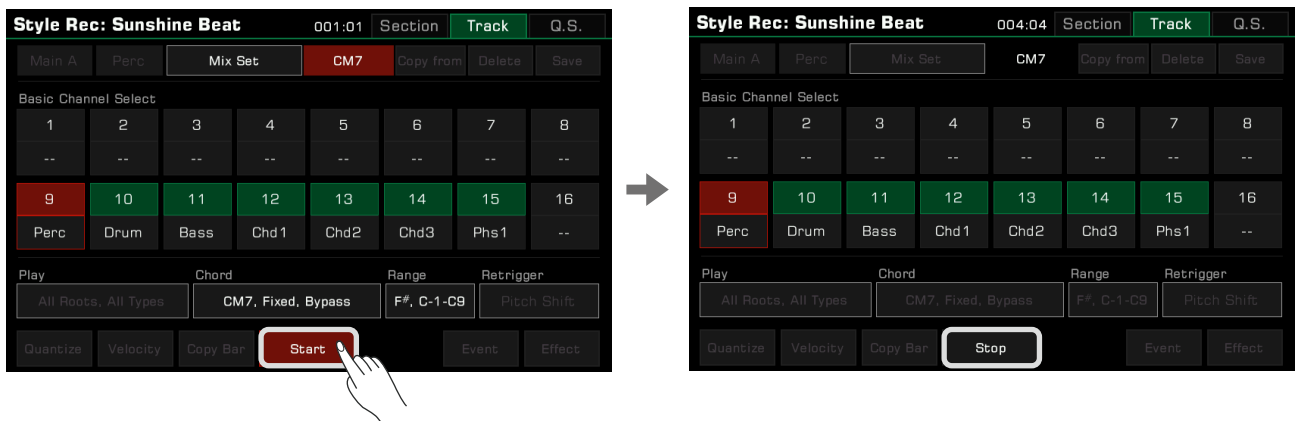 Style Rec: Sunshine Beat 001:01 Section Track Q.S.
Main A Perc Mix Set CM7 Copy from Delete Save
Basic Channel Select
1 2 3 4 5 6 7 8
-- -- -- -- -- -- -- --
9 10 11 12 13 14 15 16
Perc Drum Bass Chd1 Chd2 Chd3 Phs1 --
Play Chord Range Retrigger
All Roots, All Types CM7, Fixed, Bypass F#, C-1-C9 Pitch Shift
Quantize Velocity Copy Bar Start Event Effect
Style Rec: Sunshine Beat 004:04 Section Track Q.S.
Main A Perc Mix Set CM7 Copy from Delete Save
Basic Channel Select
1 2 3 4 5 6 7 8
-- -- -- -- -- -- -- --
9 10 11 12 13 14 15 16
Perc Drum Bass Chd1 Chd2 Chd3 Phs1 --
Play Chord Range Retrigger
All Roots, All Types CM7, Fixed, Bypass F#, C-1-C9 Pitch Shift
Quantize Velocity Copy Bar Stop Event Effect